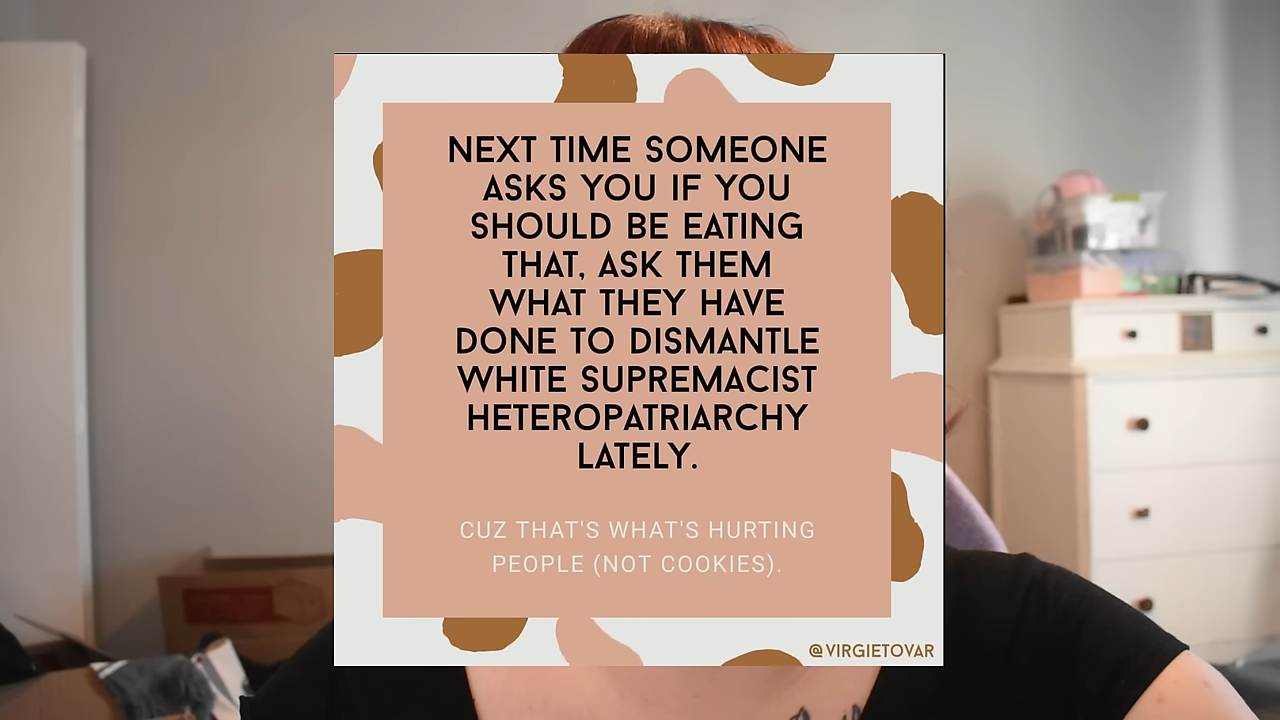 NEXT TIME SOMEONE
ASKS YOU IF YOU
SHOULD BE EATING
THAT, ASK THEM
WHAT THEY HAVE
DONE TO DISMANTLE
WHITE SUPREMACIST
HETEROPATRIARCHY
LATELY.
CUZ THAT'S WHAT'S HURTING
PEOPLE (NOT COOKIES).
@VIRGIETOVAR